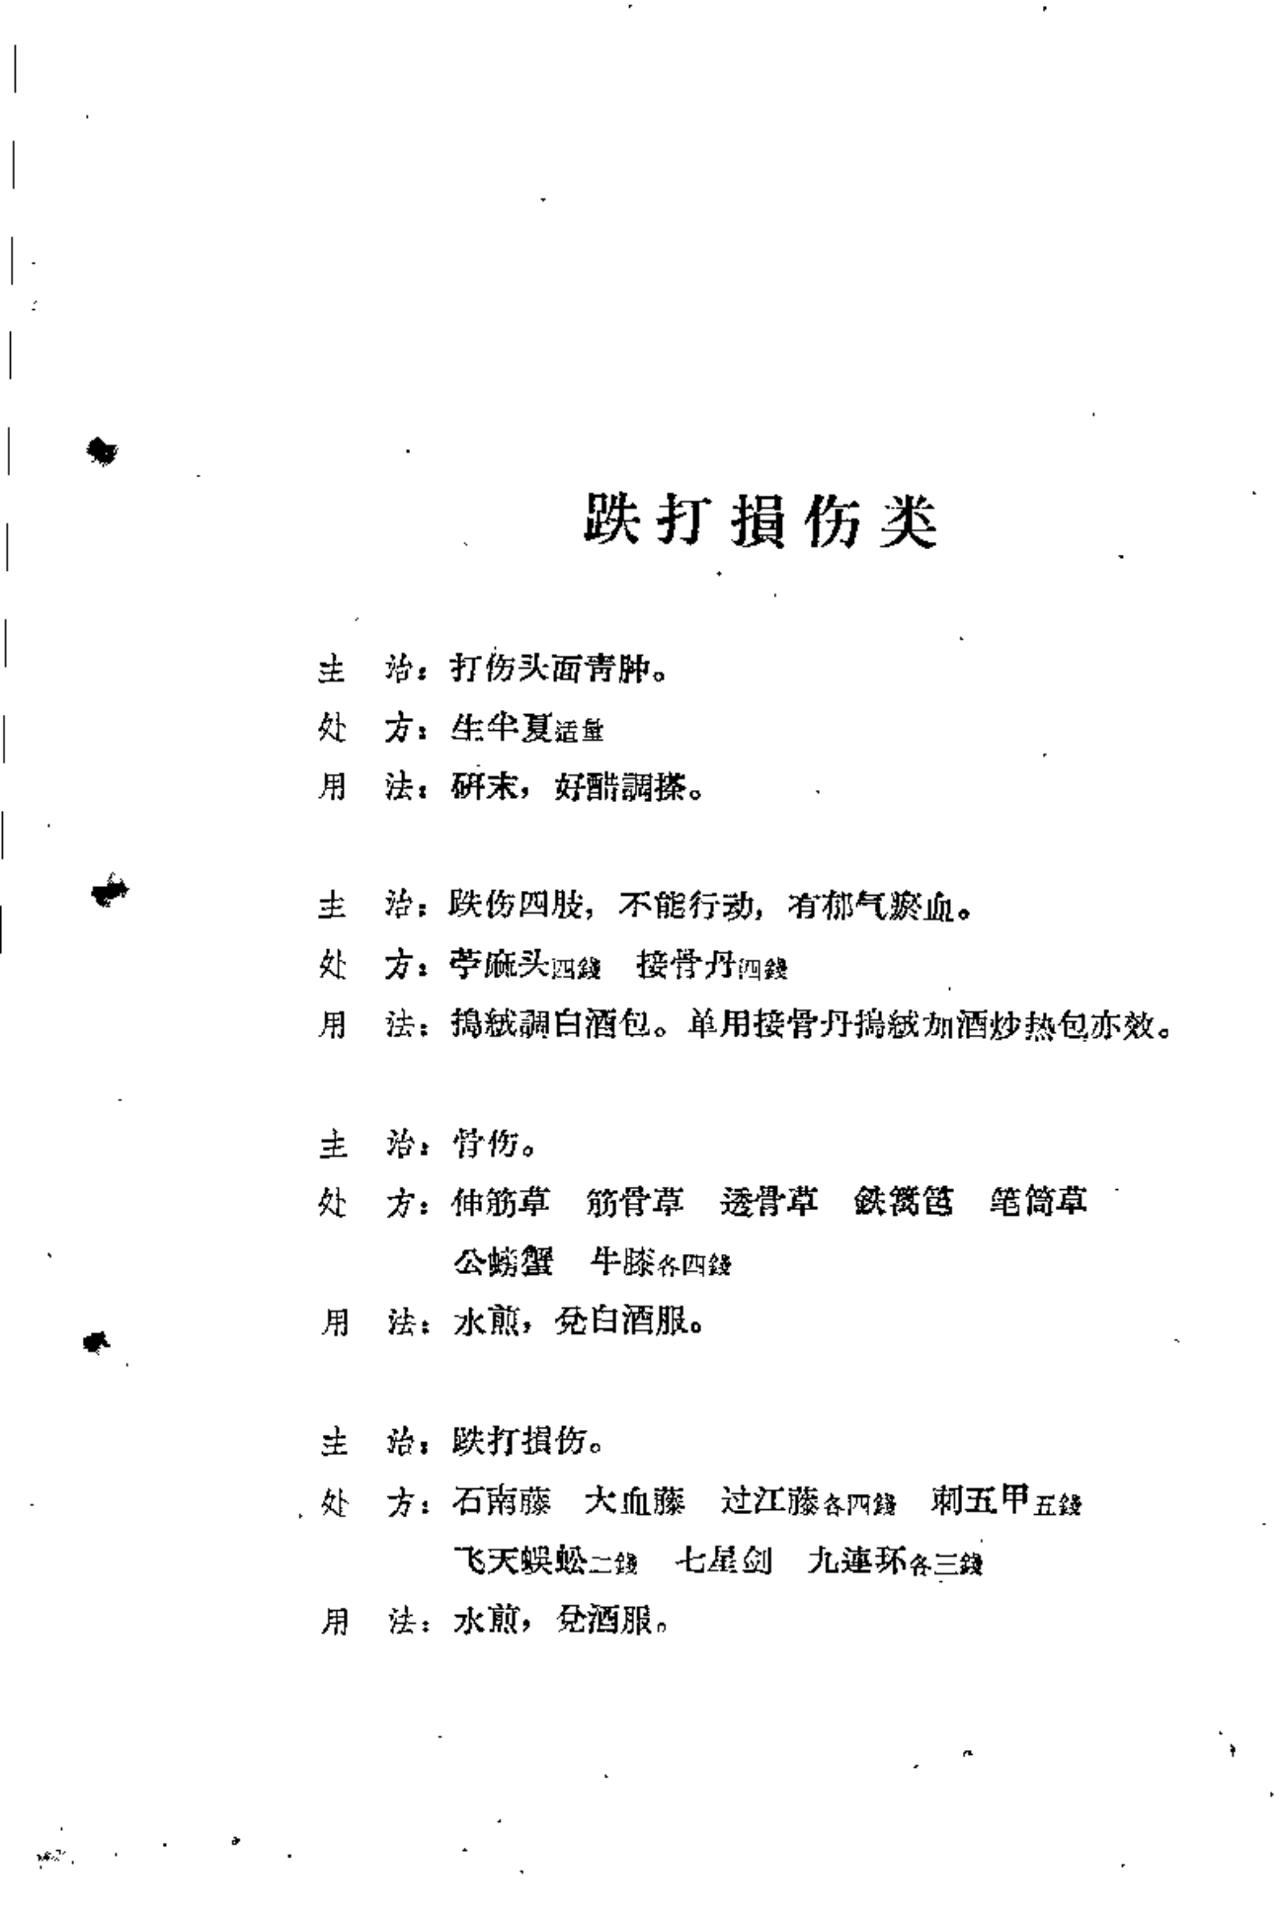 跌打損伤类
主　治：打伤头面靑肿。
处　方：生半夏适量
用　法：研末，好醋調搽。
主　治：跌伤四肢，不能行动，有郁气瘀血。
处　方：苧麻头四錢　接骨丹四錢
用　法：搗絨調白酒包。单用接骨丹搗絨加酒炒热包亦效。
主　治：骨伤。
处　方：伸筋草　筋骨草　透骨草　鉄篱笆　笔筒草
公螃蟹　牛膝各四錢
用　法：水煎，兌白酒服。
主　治：跌打損伤。
处　方：石南藤　大血藤　过江藤各四錢　刺五甲五錢
飞天蜈蚣二錢　七星剑　九連环各三錢
用　法：水煎，兌酒服。